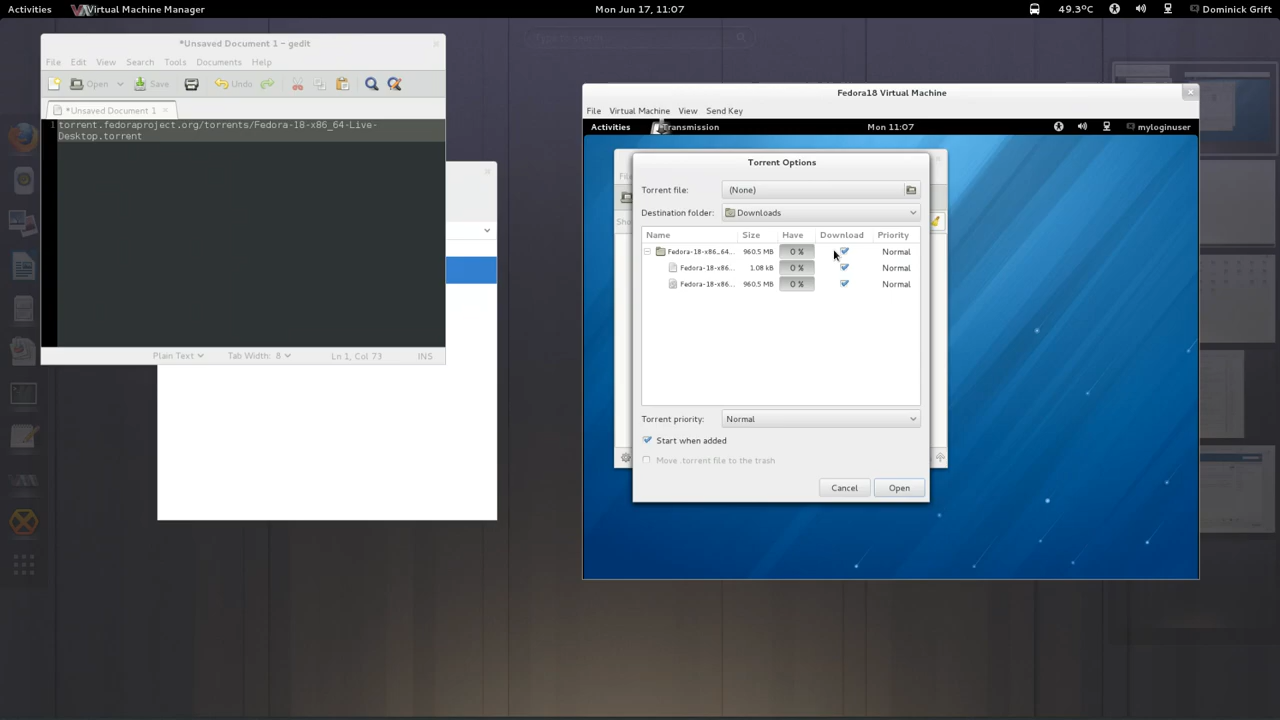 Activities
Virtual Machine Manager
Mon Jun 17, 11:07
49.3°C
Dominick Grift
*Unsaved Document 1 - gedit
File Edit View Search Tools Documents Help
Open Save Undo
*Unsaved Document 1
1 torrent.fedoraproject.org/torrents/Fedora-18-x86_64-Live-
Desktop.torrent
Plain Text Tab Width: 8 Ln 1, Col 73 INS
Fedora18 Virtual Machine
File Virtual Machine View Send Key
Activities Transmission Mon 11:07 myloginuser
Torrent Options
Torrent file: (None)
Destination folder: Downloads
Name Size Have Download Priority
Fedora-18-x86_64... 960.5 MB 0 % Normal
Fedora-18-x86... 1.08 kB 0 % Normal
Fedora-18-x86... 960.5 MB 0 % Normal
Torrent priority: Normal
Start when added
Move .torrent file to the trash
Cancel Open